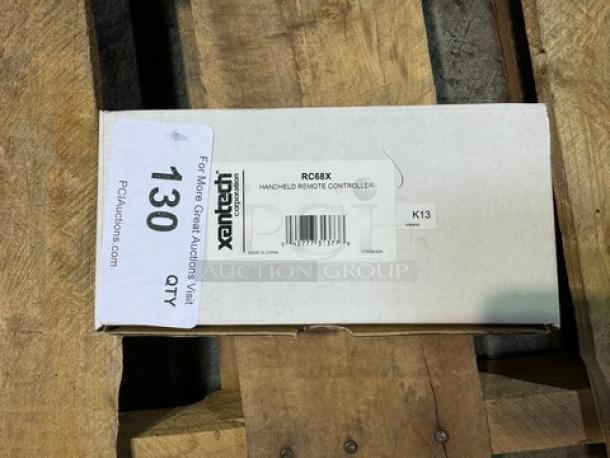 For More Great Auctions Visit
130 QTY
PCIAuctions.com
xantech
corporation
RC68X
HANDHELD REMOTE CONTROLLER
MADE IN CHINA
K13
pci
AUCTION GROUP